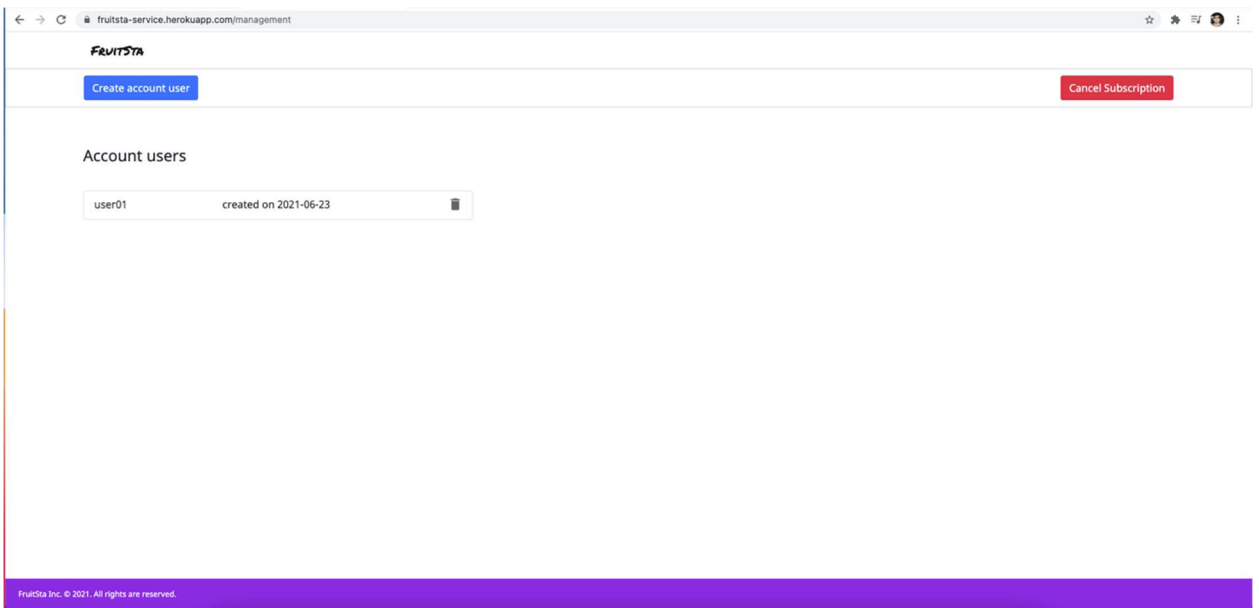 fruitsta-service.herokuapp.com/management
FRUITSTA
Create account user
Cancel Subscription
Account users
user01 created on 2021-06-23
FruitSta Inc. © 2021. All rights are reserved.